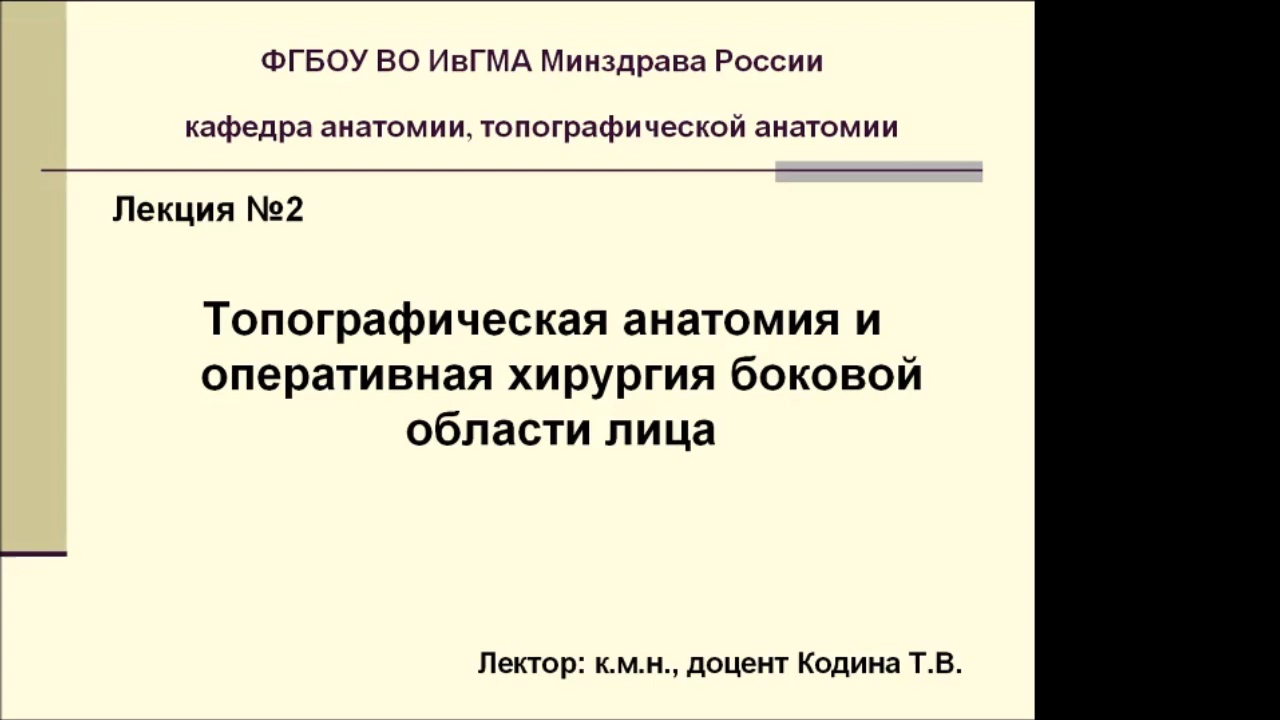 ФГБОУ ВО ИвГМА Минздрава России
кафедра анатомии, топографической анатомии
Лекция №2
Топографическая анатомия и
оперативная хирургия боковой
области лица
Лектор: к.м.н., доцент Кодина Т.В.